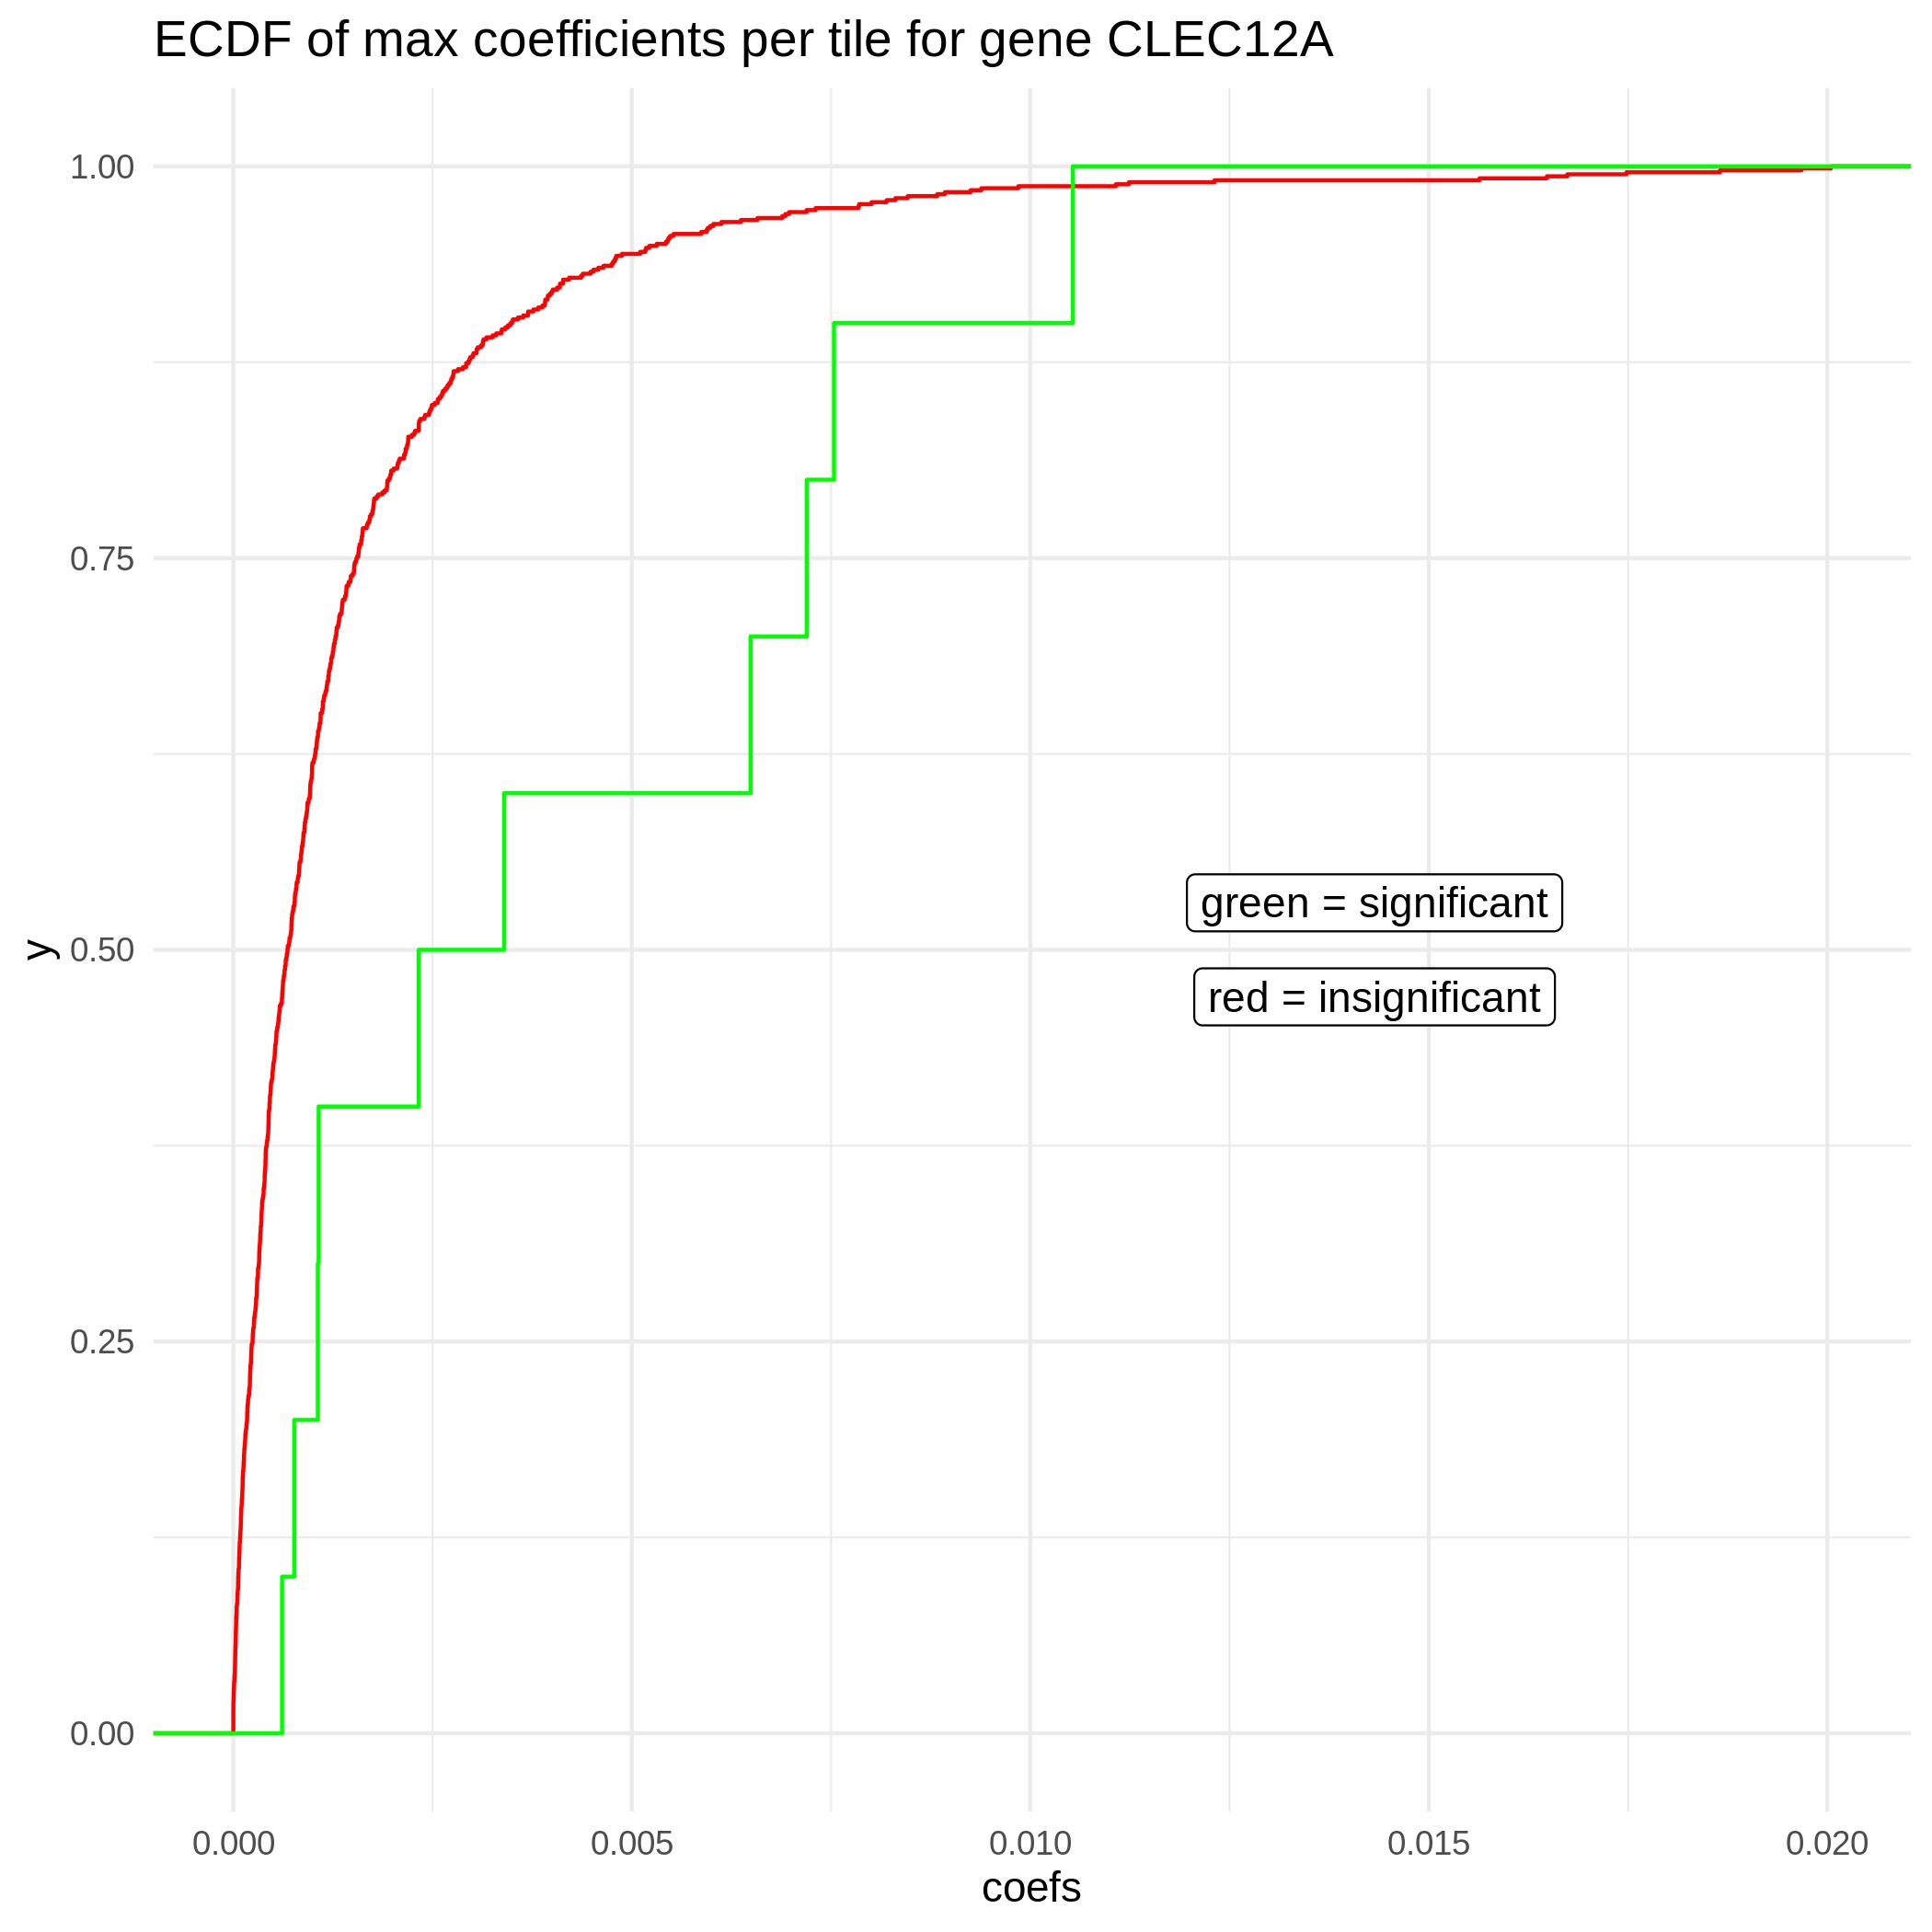 ECDF of max coefficients per tile for gene CLEC12A
1.00
0.75
0.50
0.25
0.00
y
green = significant
red = insignificant
0.000 0.005 0.010 0.015 0.020
coefs